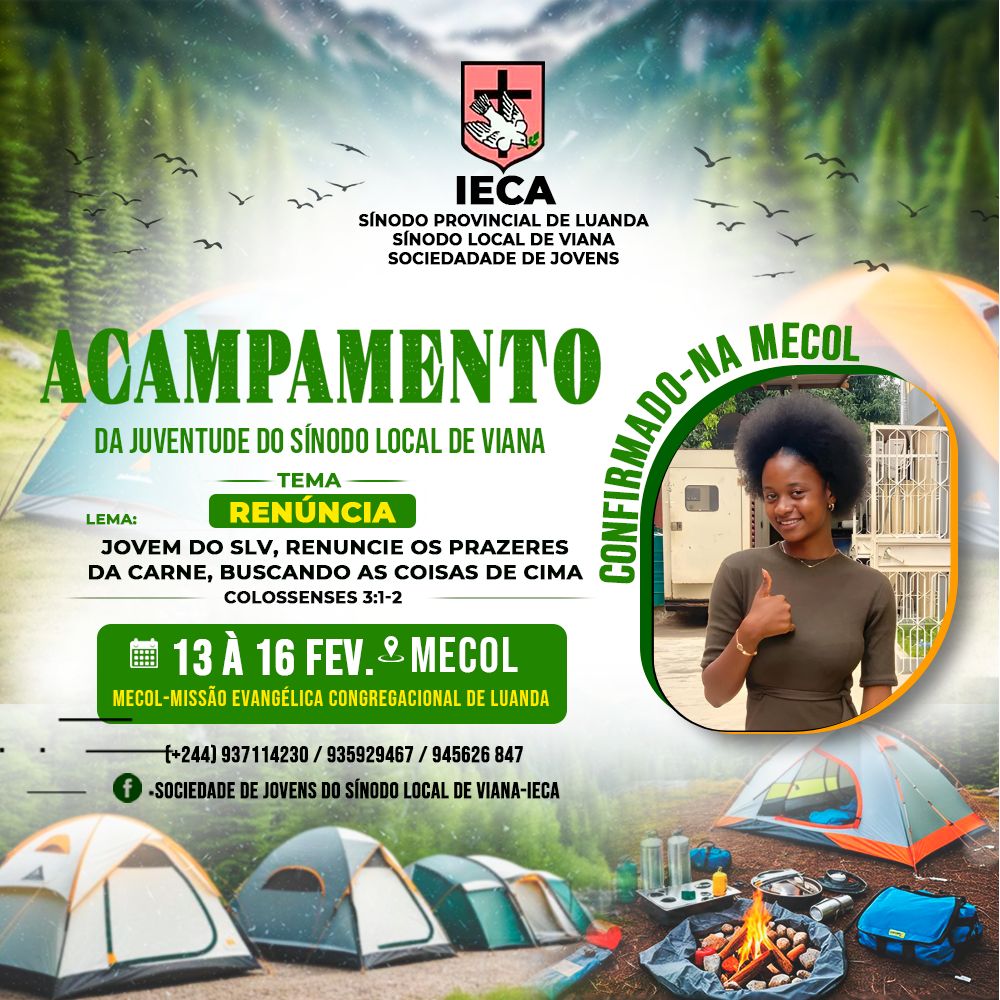 IECA
SÍNODO PROVINCIAL DE LUANDA
SÍNODO LOCAL DE VIANA
SOCIEDADADE DE JOVENS
ACAMPAMENTO
DA JUVENTUDE DO SÍNODO LOCAL DE VIANA
TEMA
RENÚNCIA
LEMA:
JOVEM DO SLV, RENUNCIE OS PRAZERES
DA CARNE, BUSCANDO AS COISAS DE CIMA
COLOSSENSES 3:1-2
13 À 16 FEV. MECOL
MECOL-MISSÃO EVANGÉLICA CONGREGACIONAL DE LUANDA
(+244) 937114230 / 935929467 / 945626 847
f -SOCIEDADE DE JOVENS DO SÍNODO LOCAL DE VIANA-IECA
CONFIRMADO-NA MECOL